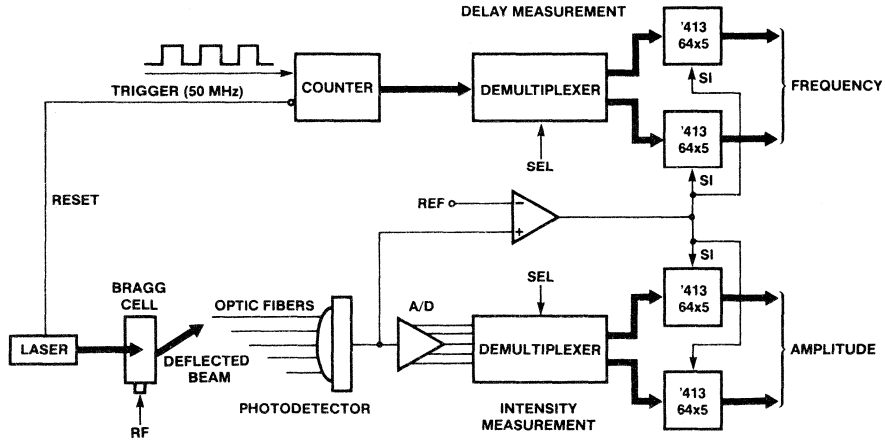 DELAY MEASUREMENT
'413
64x5
SI
TRIGGER (50 MHz)
COUNTER
DEMULTIPLEXER
FREQUENCY
'413
64x5
SEL
SI
RESET
REF
−
+
SI
BRAGG
CELL
OPTIC FIBERS
A/D
SEL
'413
64x5
LASER
DEFLECTED
BEAM
DEMULTIPLEXER
AMPLITUDE
PHOTODETECTOR
INTENSITY
MEASUREMENT
'413
64x5
RF